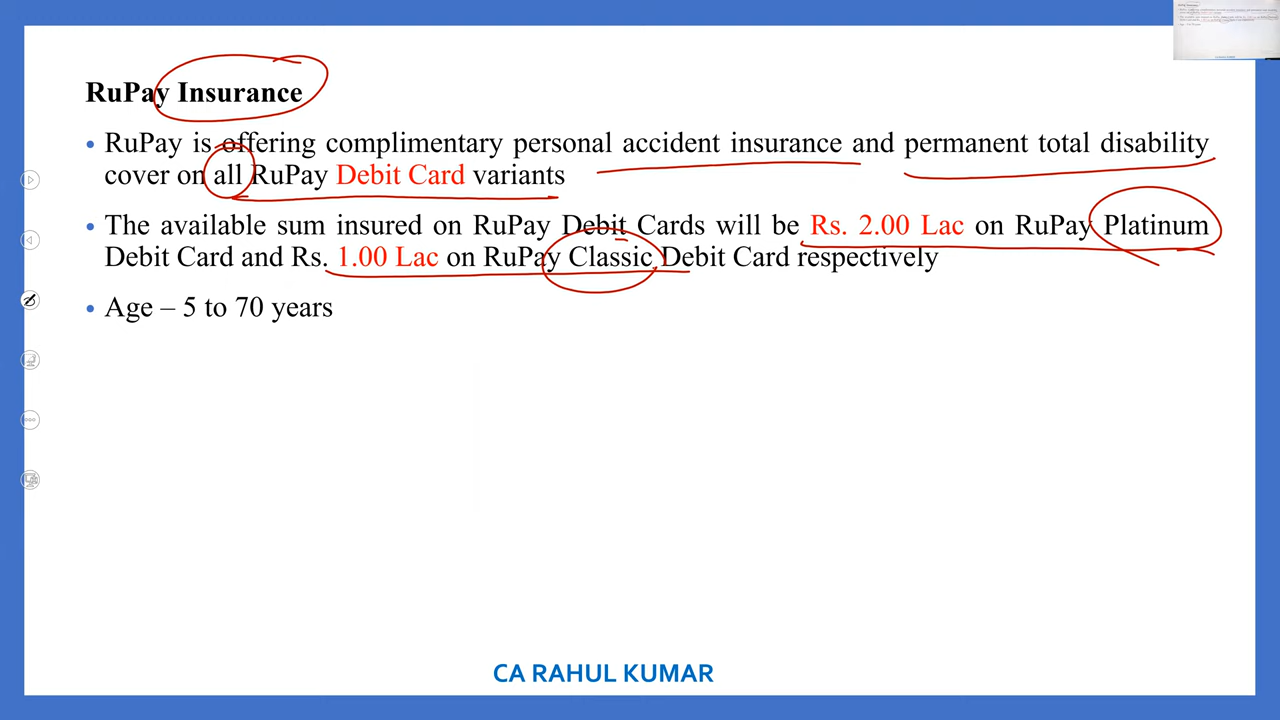 RuPay Insurance
• RuPay is offering complimentary personal accident insurance and permanent total disability
cover on all RuPay Debit Card variants
• The available sum insured on RuPay Debit Cards will be Rs. 2.00 Lac on RuPay Platinum
Debit Card and Rs. 1.00 Lac on RuPay Classic Debit Card respectively
• Age – 5 to 70 years
CA RAHUL KUMAR